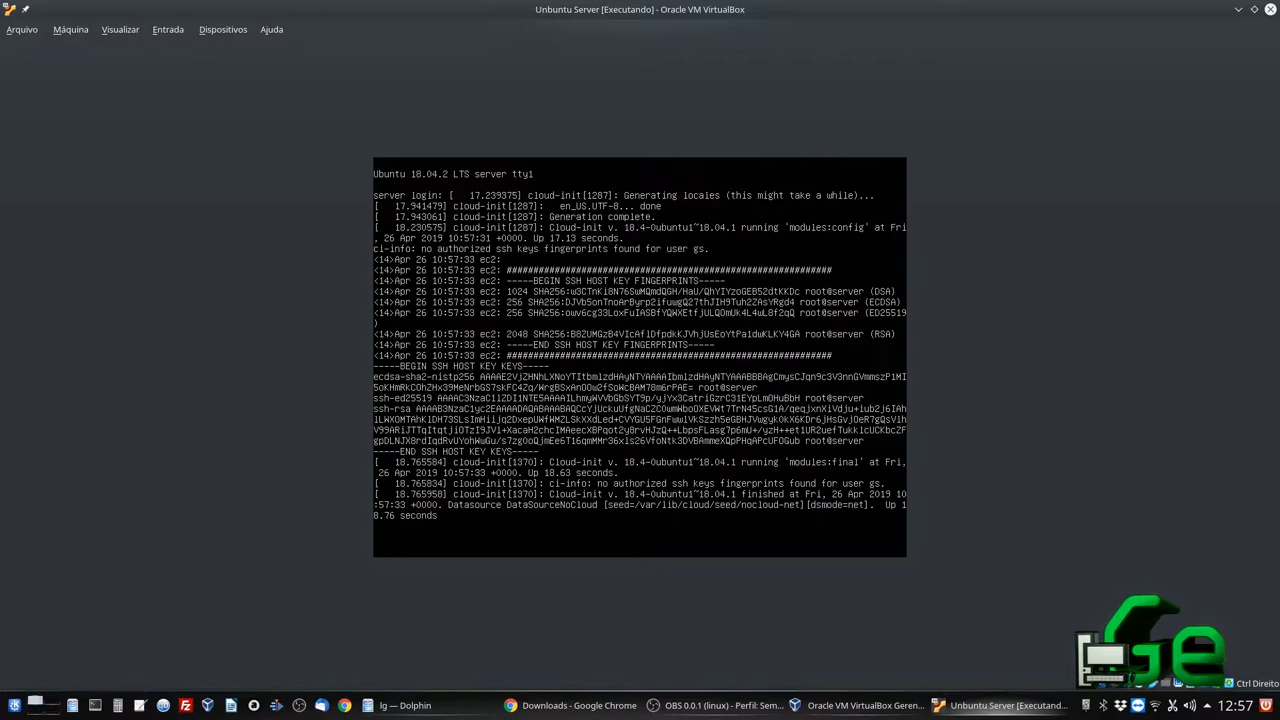 Unbuntu Server [Executando] - Oracle VM VirtualBox
Arquivo Máquina Visualizar Entrada Dispositivos Ajuda
Ubuntu 18.04.2 LTS server tty1
server login: [   17.239375] cloud-init[1287]: Generating locales (this might take a while)...
[   17.941479] cloud-init[1287]:   en_US.UTF-8... done
[   17.943061] cloud-init[1287]: Generation complete.
[   18.230575] cloud-init[1287]: Cloud-init v. 18.4-0ubuntu1~18.04.1 running 'modules:config' at Fri
, 26 Apr 2019 10:57:31 +0000. Up 17.13 seconds.
ci-info: no authorized ssh keys fingerprints found for user gs.
<14>Apr 26 10:57:33 ec2:
<14>Apr 26 10:57:33 ec2: #############################################################
<14>Apr 26 10:57:33 ec2: -----BEGIN SSH HOST KEY FINGERPRINTS-----
<14>Apr 26 10:57:33 ec2: 1024 root@server (DSA)
<14>Apr 26 10:57:33 ec2: 256 root@server (ECDSA)
<14>Apr 26 10:57:33 ec2: 256 root@server (ED25519
)
<14>Apr 26 10:57:33 ec2: 2048 root@server (RSA)
<14>Apr 26 10:57:33 ec2: -----END SSH HOST KEY FINGERPRINTS-----
<14>Apr 26 10:57:33 ec2: #############################################################
-----BEGIN SSH HOST KEY KEYS-----
ecdsa-sha2-nistp256
root@server
ssh-ed25519 root@server
ssh-rsa
root@server
-----END SSH HOST KEY KEYS-----
[   18.765584] cloud-init[1370]: Cloud-init v. 18.4-0ubuntu1~18.04.1 running 'modules:final' at Fri,
 26 Apr 2019 10:57:33 +0000. Up 18.63 seconds.
[   18.765834] cloud-init[1370]: ci-info: no authorized ssh keys fingerprints found for user gs.
[   18.765958] cloud-init[1370]: Cloud-init v. 18.4-0ubuntu1~18.04.1 finished at Fri, 26 Apr 2019 10
:57:33 +0000. Datasource DataSourceNoCloud [seed=/var/lib/cloud/seed/nocloud-net][dsmode=net].  Up 1
8.76 seconds
Ge
Ctrl Direito
lg — Dolphin
Downloads - Google Chrome
OBS 0.0.1 (linux) - Perfil: Sem...
Oracle VM VirtualBox Geren...
Unbuntu Server [Executand...
12:57